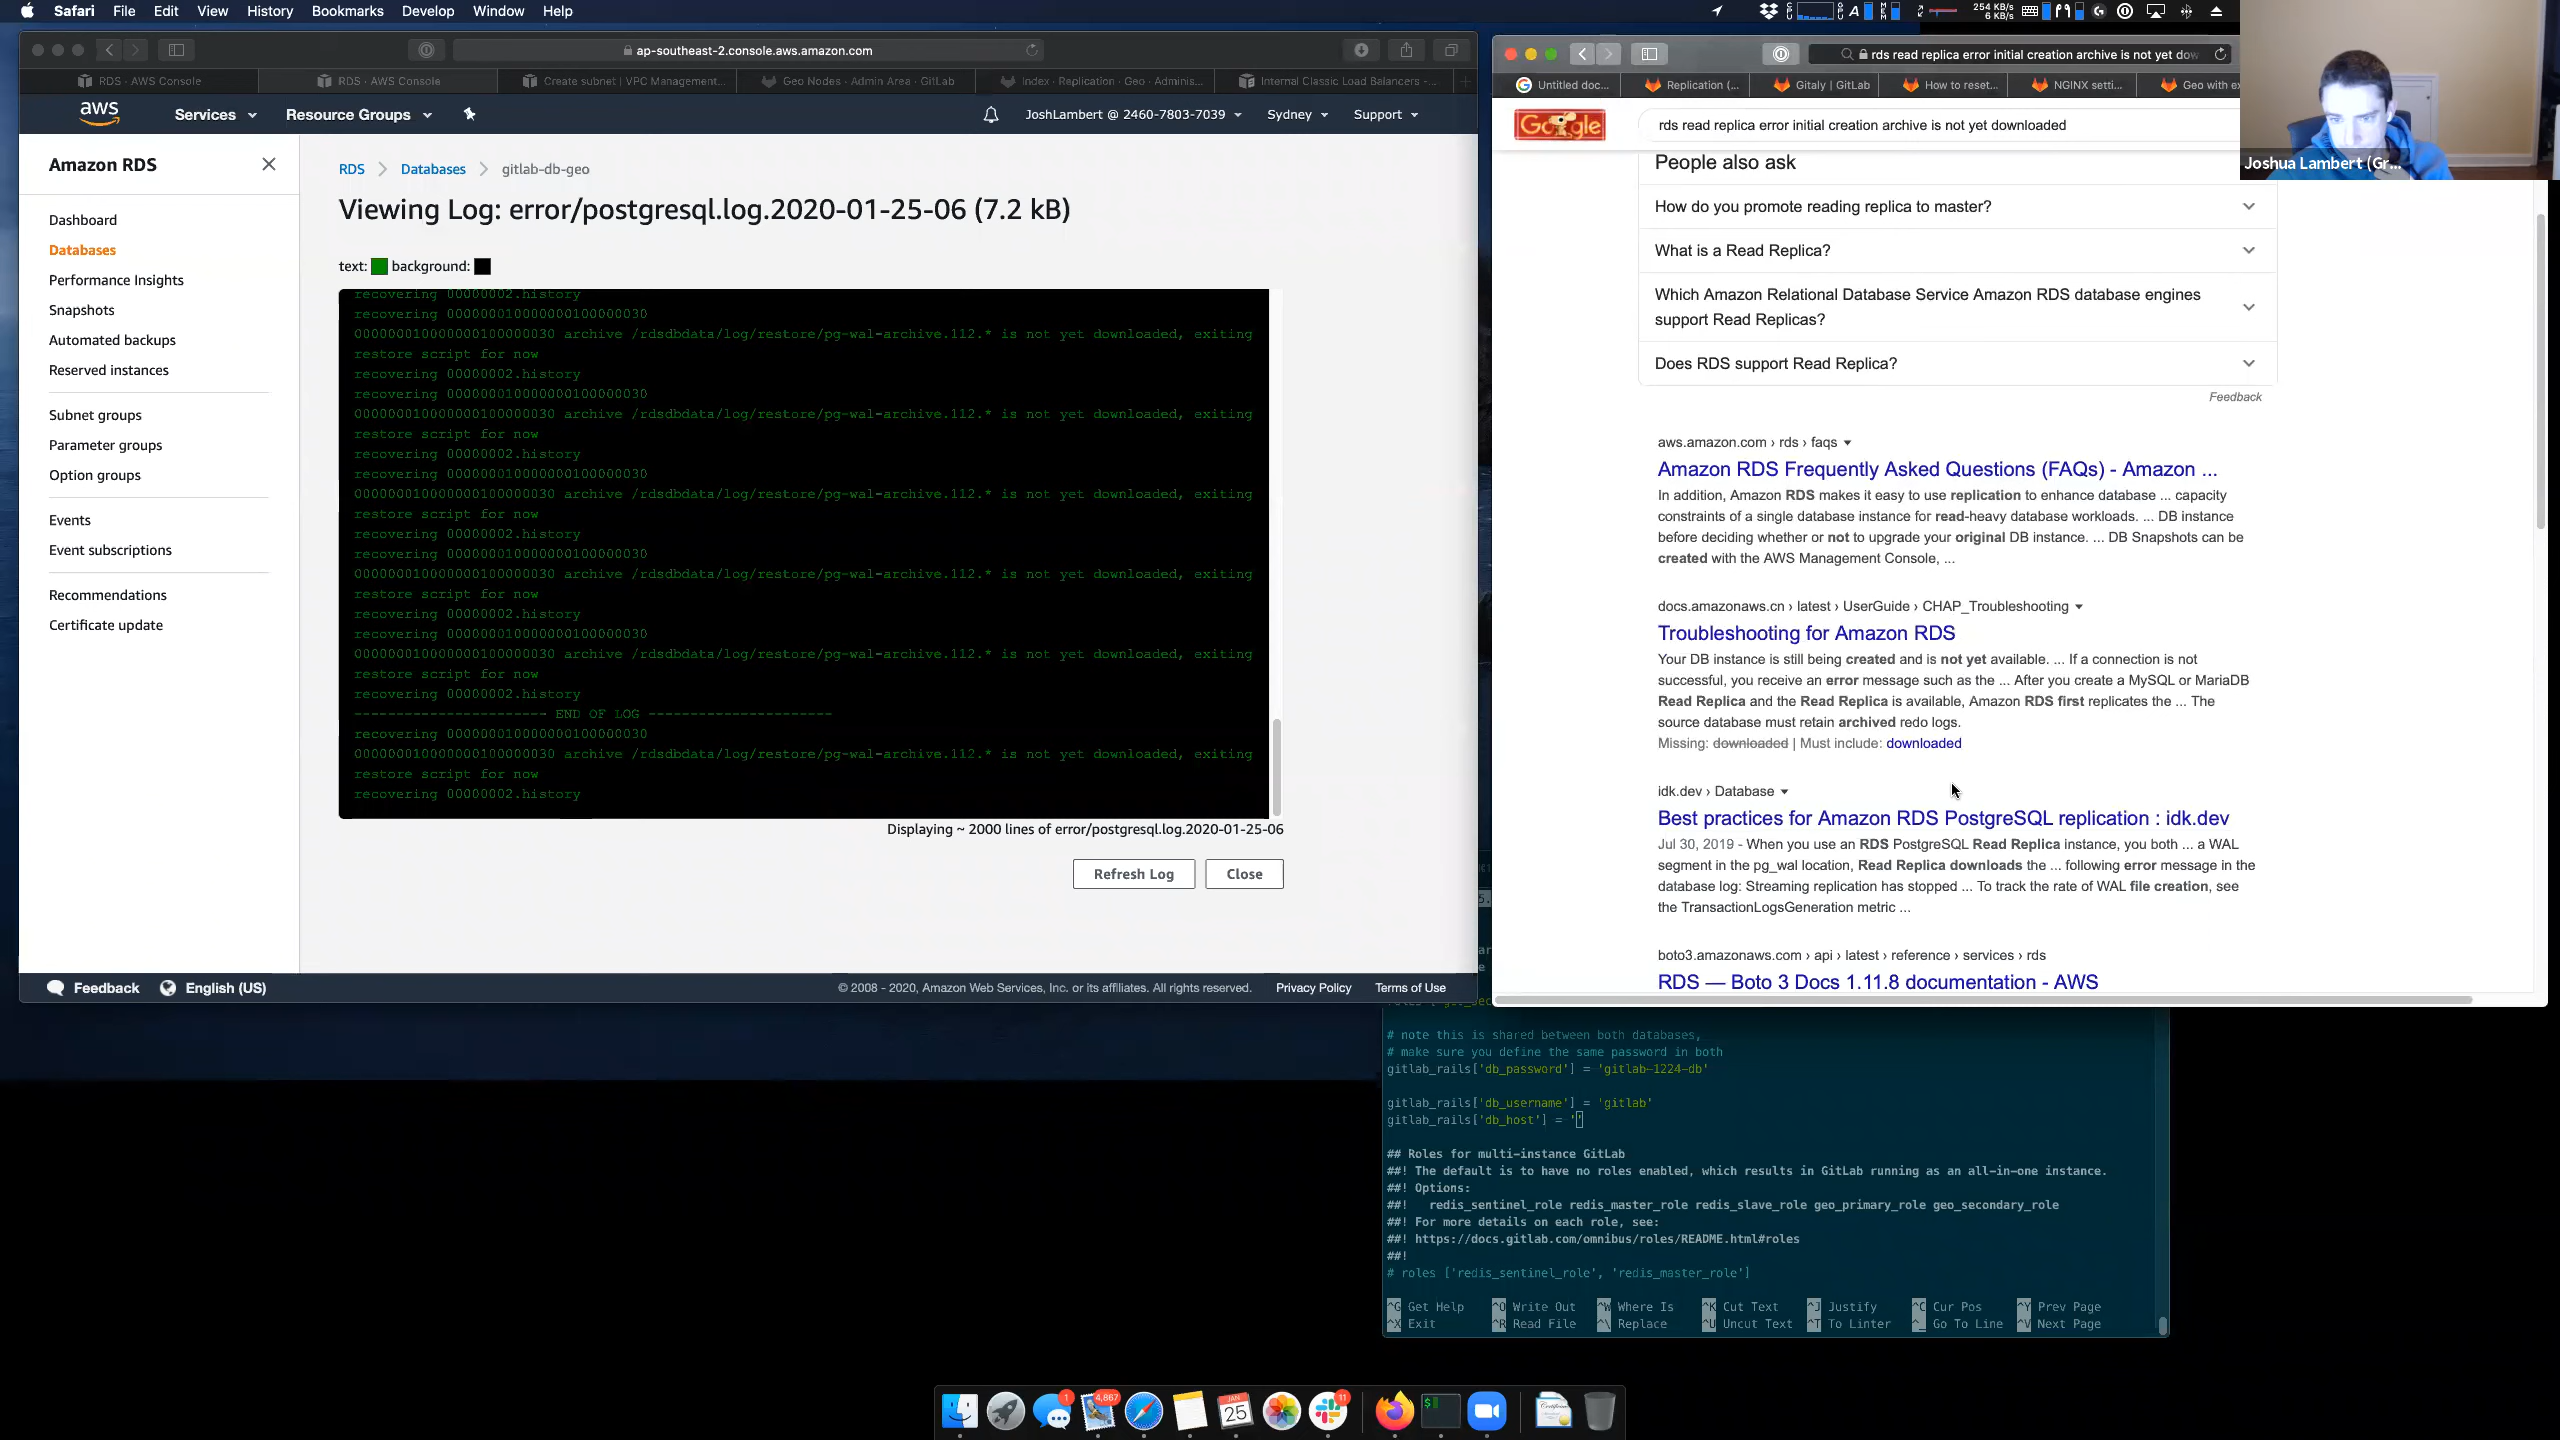 Safari File Edit View History Bookmarks Develop Window Help
254 KB/s
6 KB/s
ap-southeast-2.console.aws.amazon.com
RDS · AWS Console
RDS · AWS Console
Create subnet | VPC Management...
Geo Nodes · Admin Area · GitLab
Index · Replication · Geo · Adminis...
Internal Classic Load Balancers -...
aws
Services
Resource Groups
JoshLambert @ 2460-7803-7039
Sydney
Support
Amazon RDS
Dashboard
Databases
Performance Insights
Snapshots
Automated backups
Reserved instances
Subnet groups
Parameter groups
Option groups
Events
Event subscriptions
Recommendations
Certificate update
RDS > Databases > gitlab-db-geo
Viewing Log: error/postgresql.log.2020-01-25-06 (7.2 kB)
text: background:
recovering 00000002.history
recovering 000000010000000100000030
000000010000000100000030 archive /rdsdbdata/log/restore/pg-wal-archive.112.* is not yet downloaded, exiting
restore script for now
recovering 00000002.history
recovering 000000010000000100000030
000000010000000100000030 archive /rdsdbdata/log/restore/pg-wal-archive.112.* is not yet downloaded, exiting
restore script for now
recovering 00000002.history
recovering 000000010000000100000030
000000010000000100000030 archive /rdsdbdata/log/restore/pg-wal-archive.112.* is not yet downloaded, exiting
restore script for now
recovering 00000002.history
recovering 000000010000000100000030
000000010000000100000030 archive /rdsdbdata/log/restore/pg-wal-archive.112.* is not yet downloaded, exiting
restore script for now
recovering 00000002.history
recovering 000000010000000100000030
000000010000000100000030 archive /rdsdbdata/log/restore/pg-wal-archive.112.* is not yet downloaded, exiting
restore script for now
recovering 00000002.history
----------------------- END OF LOG ----------------------
recovering 000000010000000100000030
000000010000000100000030 archive /rdsdbdata/log/restore/pg-wal-archive.112.* is not yet downloaded, exiting
restore script for now
recovering 00000002.history
Displaying ~ 2000 lines of error/postgresql.log.2020-01-25-06
Refresh Log
Close
Feedback
English (US)
© 2008 - 2020, Amazon Web Services, Inc. or its affiliates. All rights reserved.
Privacy Policy
Terms of Use
rds read replica error initial creation archive is not yet dow
Untitled doc...
Replication (...
Gitaly | GitLab
How to reset...
NGINX setti...
Geo with e
Google
rds read replica error initial creation archive is not yet downloaded
Joshua Lambert (Gr...
People also ask
How do you promote reading replica to master?
What is a Read Replica?
Which Amazon Relational Database Service Amazon RDS database engines
support Read Replicas?
Does RDS support Read Replica?
Feedback
aws.amazon.com › rds › faqs
Amazon RDS Frequently Asked Questions (FAQs) - Amazon ...
In addition, Amazon RDS makes it easy to use replication to enhance database ... capacity
constraints of a single database instance for read-heavy database workloads. ... DB instance
before deciding whether or not to upgrade your original DB instance. ... DB Snapshots can be
created with the AWS Management Console, ...
docs.amazonaws.cn › latest › UserGuide › CHAP_Troubleshooting
Troubleshooting for Amazon RDS
Your DB instance is still being created and is not yet available. ... If a connection is not
successful, you receive an error message such as the ... After you create a MySQL or MariaDB
Read Replica and the Read Replica is available, Amazon RDS first replicates the ... The
source database must retain archived redo logs.
Missing: downloaded | Must include: downloaded
idk.dev › Database
Best practices for Amazon RDS PostgreSQL replication : idk.dev
Jul 30, 2019 - When you use an RDS PostgreSQL Read Replica instance, you both ... a WAL
segment in the pg_wal location, Read Replica downloads the ... following error message in the
database log: Streaming replication has stopped ... To track the rate of WAL file creation, see
the TransactionLogsGeneration metric ...
boto3.amazonaws.com › api › latest › reference › services › rds
RDS — Boto 3 Docs 1.11.8 documentation - AWS
# note this is shared between both databases,
# make sure you define the same password in both
gitlab_rails['db_password'] = 'gitlab-1224-db'
gitlab_rails['db_username'] = 'gitlab'
gitlab_rails['db_host'] = ''
## Roles for multi-instance GitLab
##! The default is to have no roles enabled, which results in GitLab running as an all-in-one instance.
##! Options:
##!   redis_sentinel_role redis_master_role redis_slave_role geo_primary_role geo_secondary_role
##! For more details on each role, see:
##! https://docs.gitlab.com/omnibus/roles/README.html#roles
##!
# roles ['redis_sentinel_role', 'redis_master_role']
^G Get Help ^O Write Out ^W Where Is ^K Cut Text ^J Justify ^C Cur Pos ^Y Prev Page
^X Exit ^R Read File ^\ Replace ^U Uncut Text ^T To Linter ^_ Go To Line ^V Next Page
1
4,867
JAN
25
11